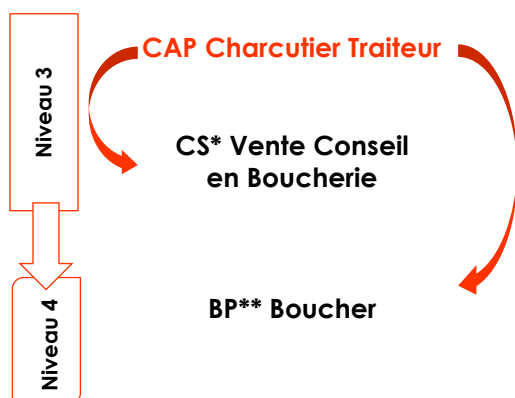 Niveau 3
CAP Charcutier Traiteur
CS* Vente Conseil
en Boucherie
Niveau 4
BP** Boucher